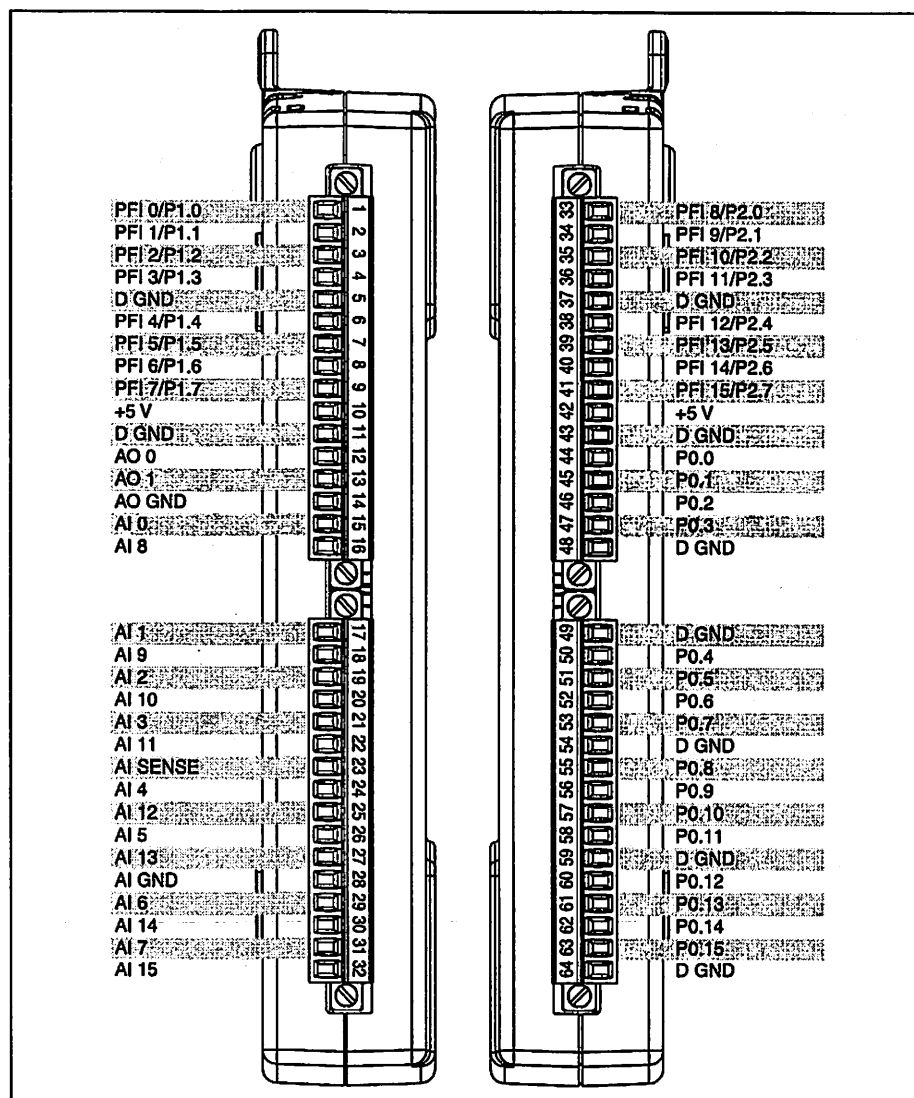 PFI 0/P1.0 1
PFI 1/P1.1 2
PFI 2/P1.2 3
PFI 3/P1.3 4
D GND 5
PFI 4/P1.4 6
PFI 5/P1.5 7
PFI 6/P1.6 8
PFI 7/P1.7 9
+5 V 10
D GND 11
AO 0 12
AO 1 13
AO GND 14
AI 0 15
AI 8 16
AI 1 17
AI 9 18
AI 2 19
AI 10 20
AI 3 21
AI 11 22
AI SENSE 23
AI 4 24
AI 12 25
AI 5 26
AI 13 27
AI GND 28
AI 6 29
AI 14 30
AI 7 31
AI 15 32
33 PFI 8/P2.0
34 PFI 9/P2.1
35 PFI 10/P2.2
36 PFI 11/P2.3
37 D GND
38 PFI 12/P2.4
39 PFI 13/P2.5
40 PFI 14/P2.6
41 PFI 15/P2.7
42 +5 V
43 D GND
44 P0.0
45 P0.1
46 P0.2
47 P0.3
48 D GND
49 D GND
50 P0.4
51 P0.5
52 P0.6
53 P0.7
54 D GND
55 P0.8
56 P0.9
57 P0.10
58 P0.11
59 D GND
60 P0.12
61 P0.13
62 P0.14
63 P0.15
64 D GND